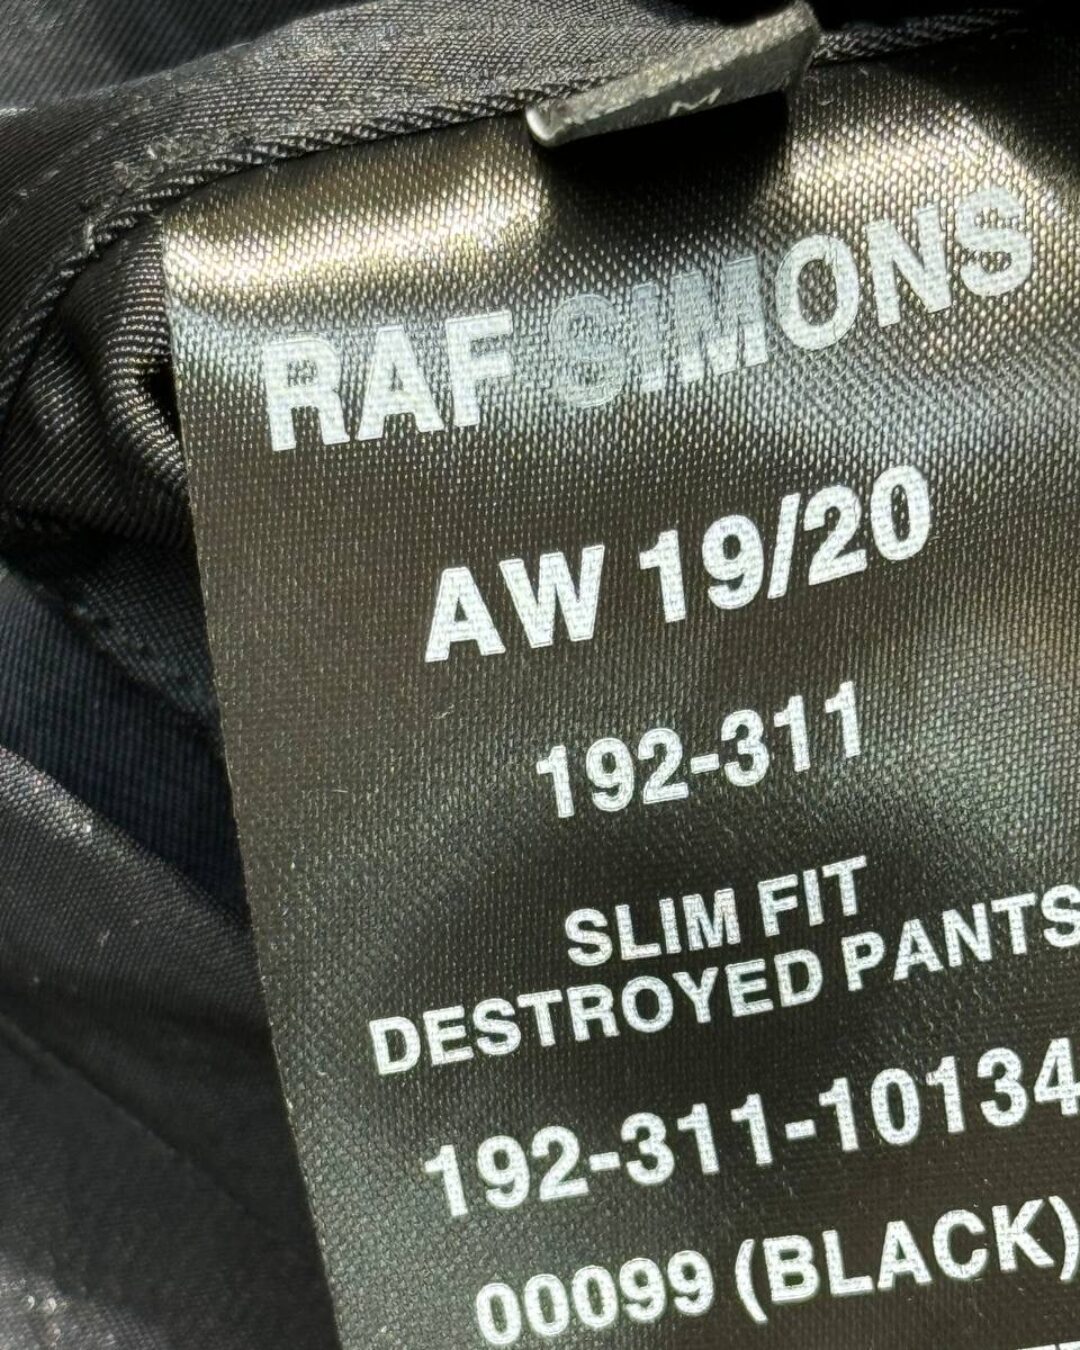 RAF SIMONS
AW 19/20
192-311
SLIM FIT
DESTROYED PANTS
192-311-10134
00099 (BLACK)